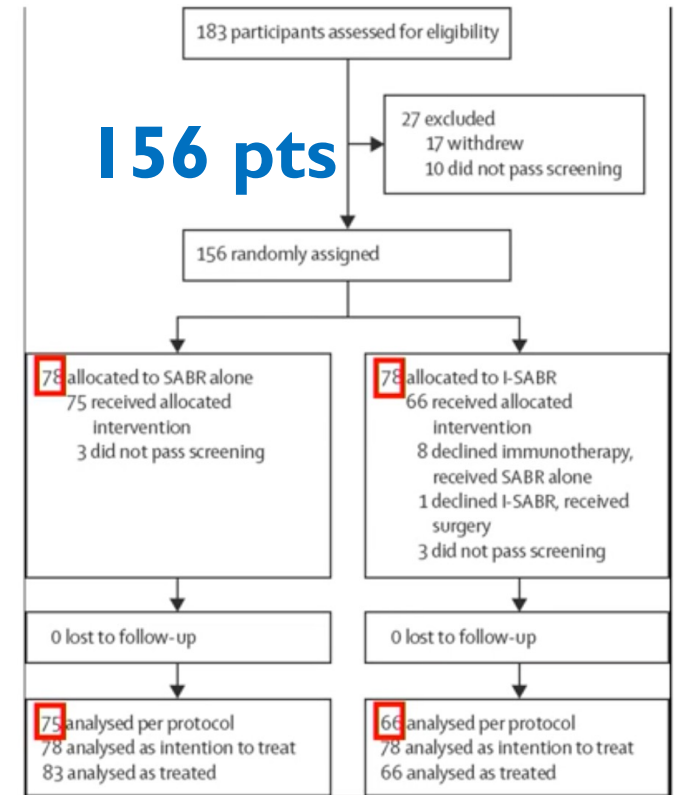 183 participants assessed for eligibility
27 excluded
17 withdrew
10 did not pass screening
156 pts
156 randomly assigned
78 allocated to SABR alone
75 received allocated
intervention
3 did not pass screening
78 allocated to I-SABR
66 received allocated
intervention
8 declined immunotherapy,
received SABR alone
1 declined I-SABR, received
surgery
3 did not pass screening
0 lost to follow-up
0 lost to follow-up
75 analysed per protocol
78 analysed as intention to treat
83 analysed as treated
66 analysed per protocol
78 analysed as intention to treat
66 analysed as treated